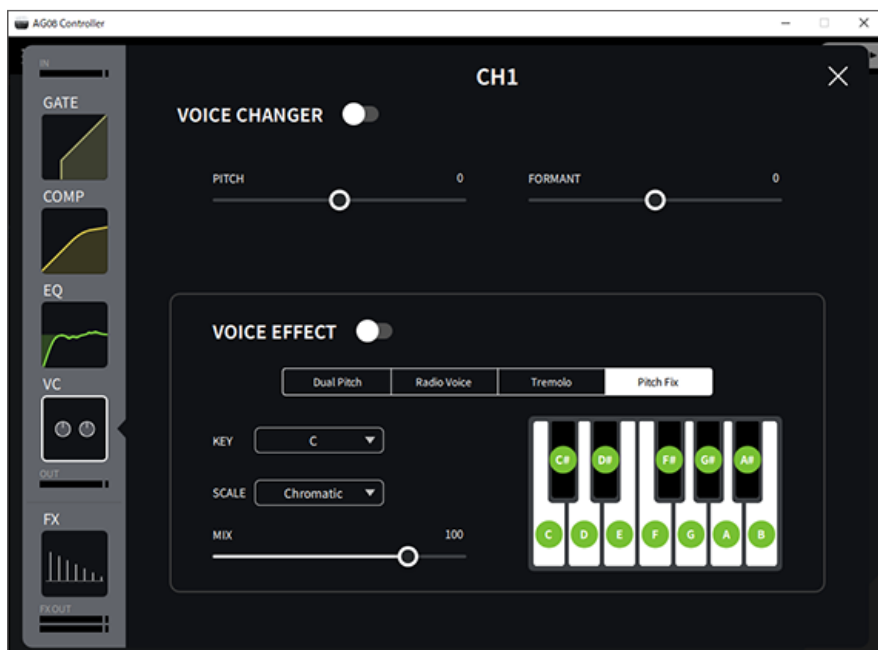 AG08 Controller
IN
CH1
GATE
VOICE CHANGER
PITCH 0 FORMANT 0
COMP
EQ
VOICE EFFECT
Dual Pitch Radio Voice Tremolo Pitch Fix
VC
KEY C
C# D# F# G# A#
OUT
SCALE Chromatic
FX
MIX 100
C D E F G A B
FX OUT